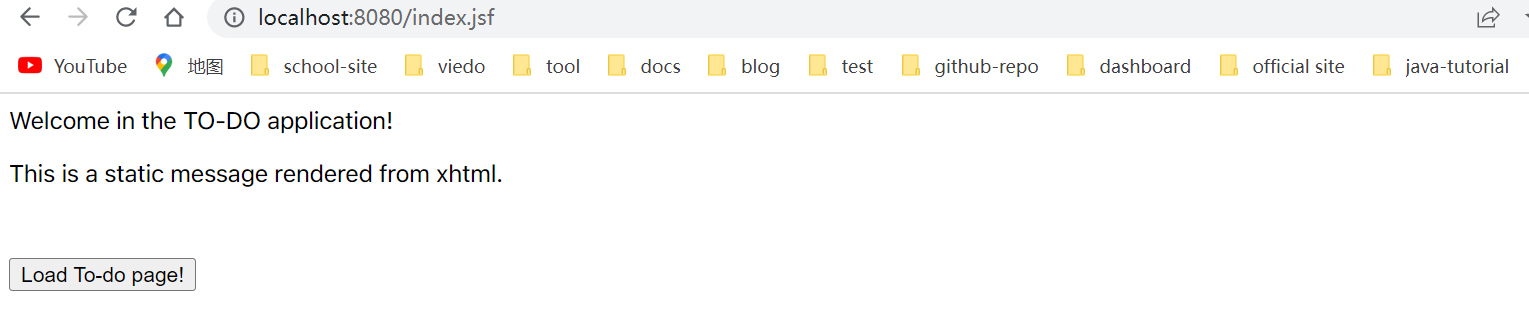 localhost:8080/index.jsf
YouTube 地图 school-site viedo tool docs blog test github-repo dashboard official site java-tutorial
Welcome in the TO-DO application!
This is a static message rendered from xhtml.
Load To-do page!